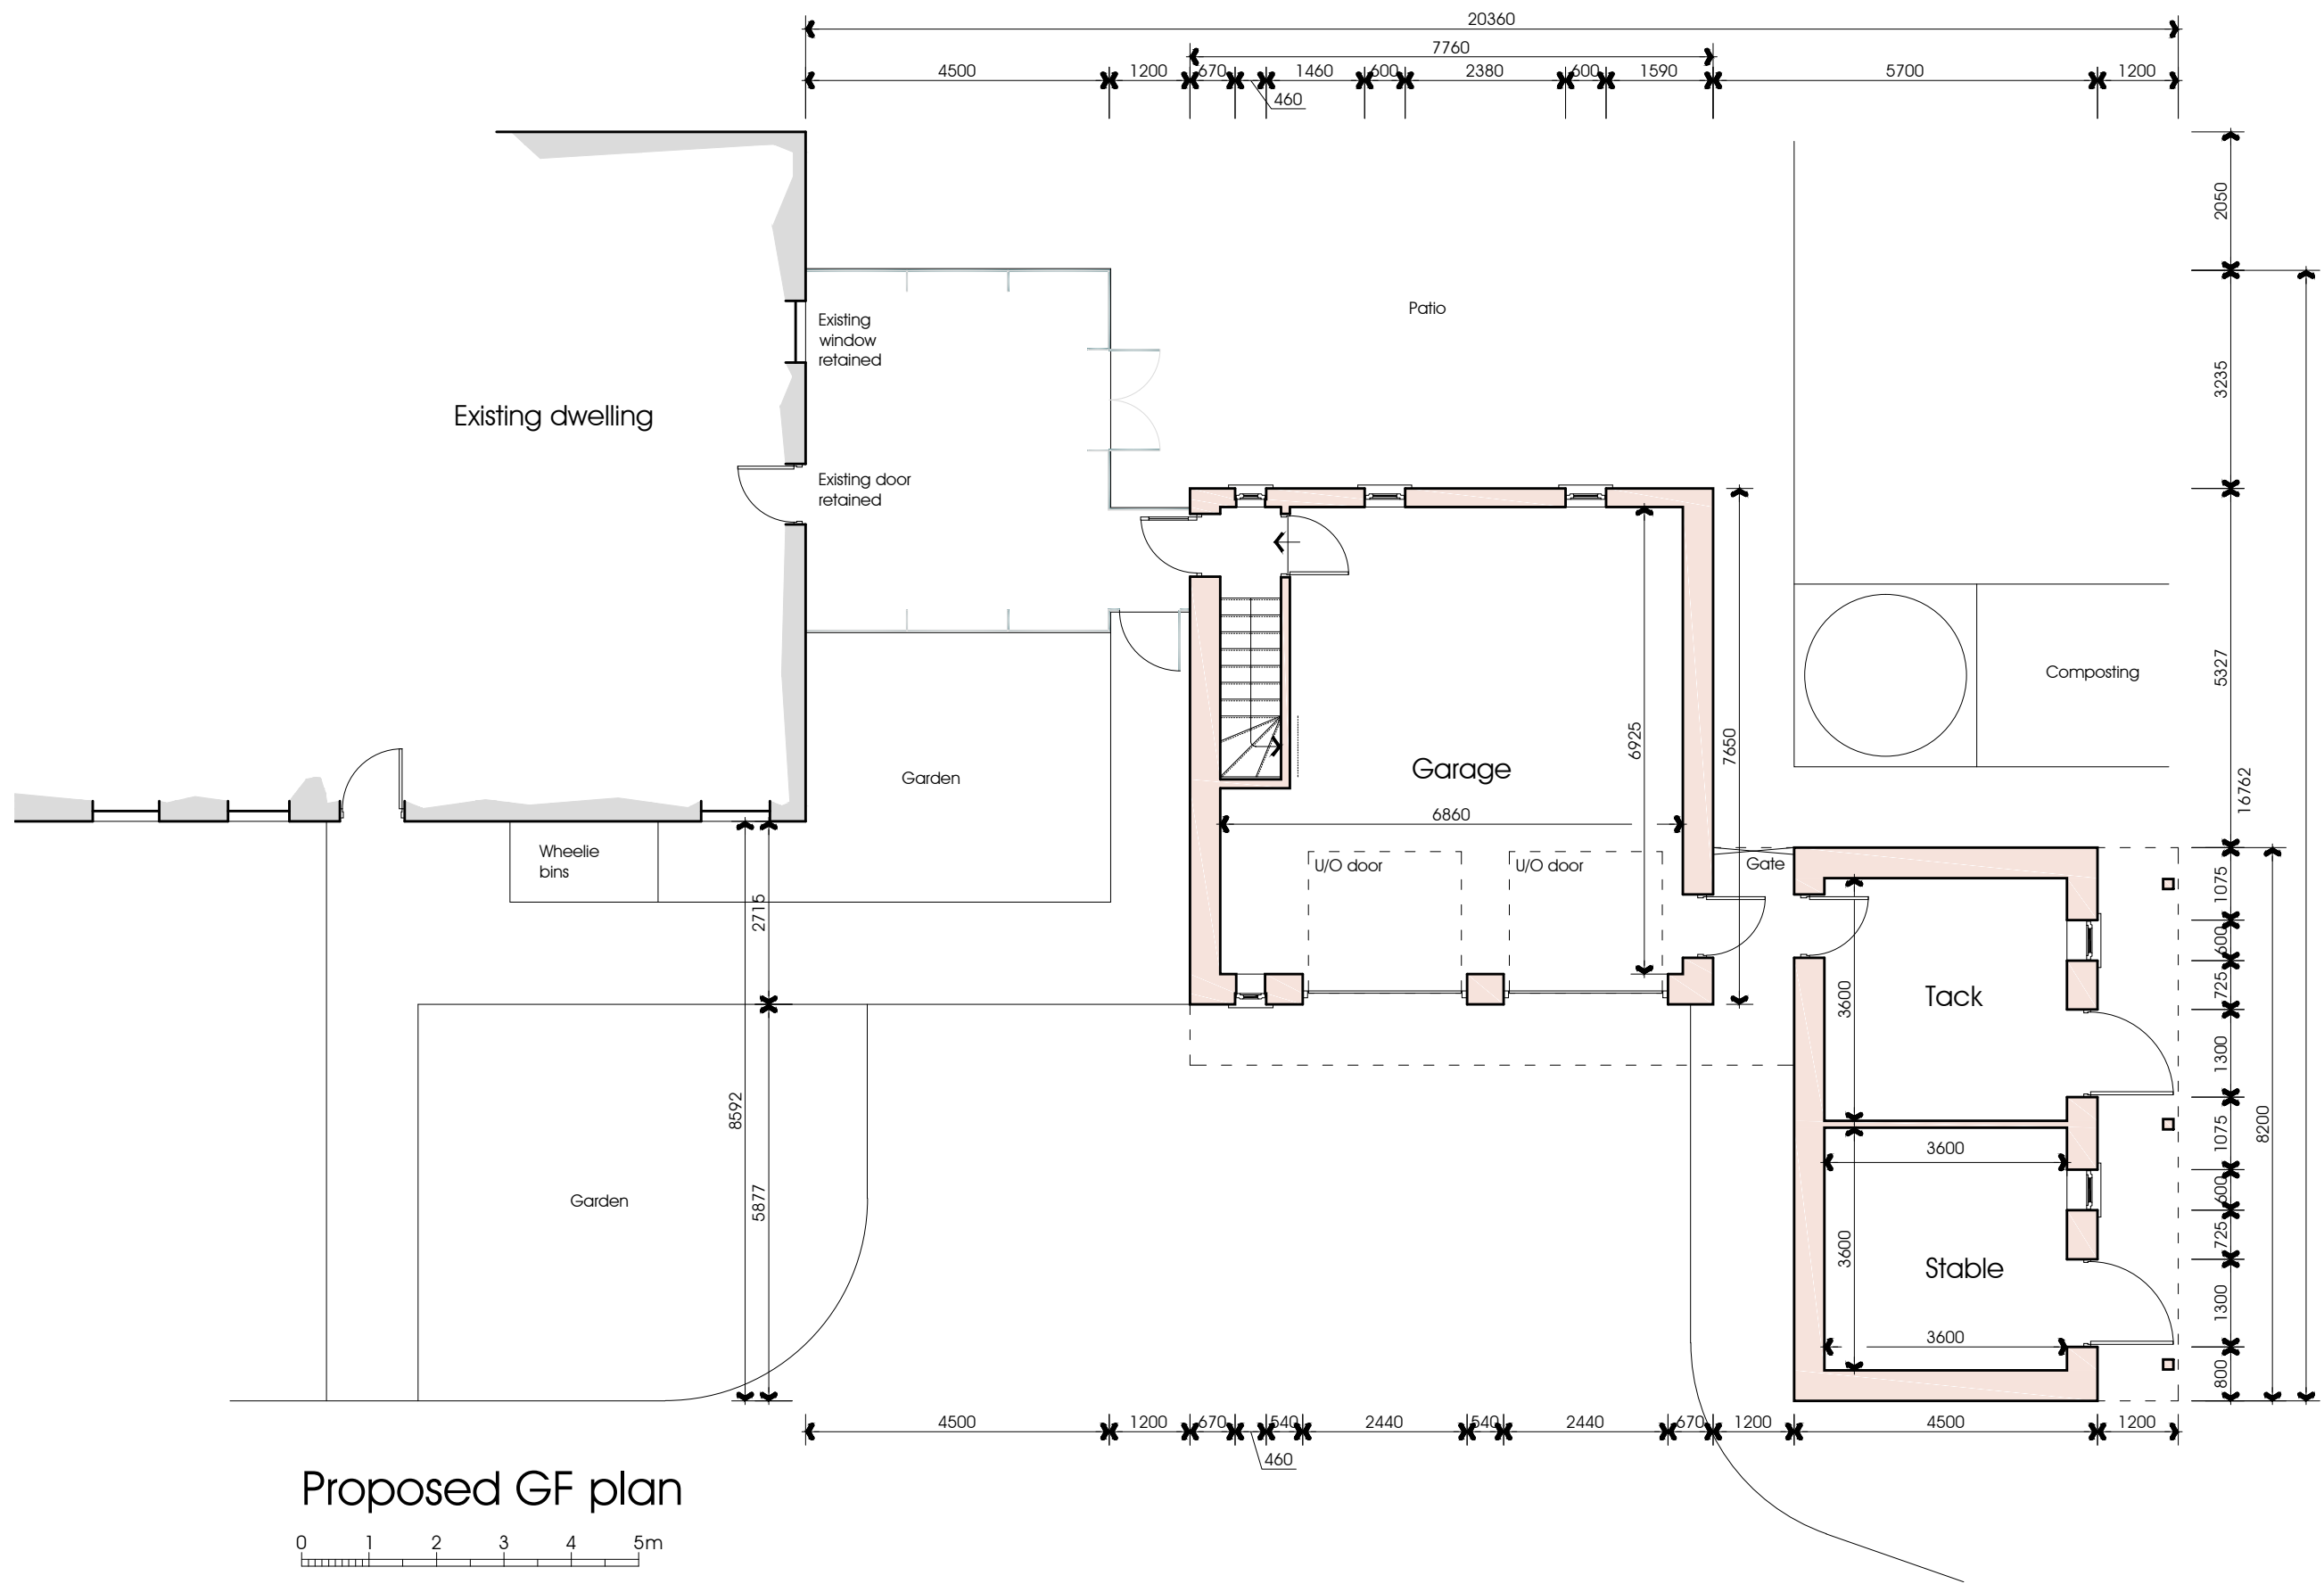 20360
7760
4500
1200
670
1460
600
2380
600
1590
5700
1200
460
2050
Existing
window
retained
Patio
3235
Existing dwelling
Existing door
retained
5327
Composting
6925
7650
Garden
Garage
16762
6860
Wheelie
bins
U/O door
U/O door
Gate
1075
2715
600
725
3600
Tack
1300
8592
8200
1075
3600
5877
Garden
600
725
3600
Stable
1300
3600
800
4500
1200
670
540
2440
540
2440
670
1200
4500
1200
460
Proposed GF plan
0 1 2 3 4 5m